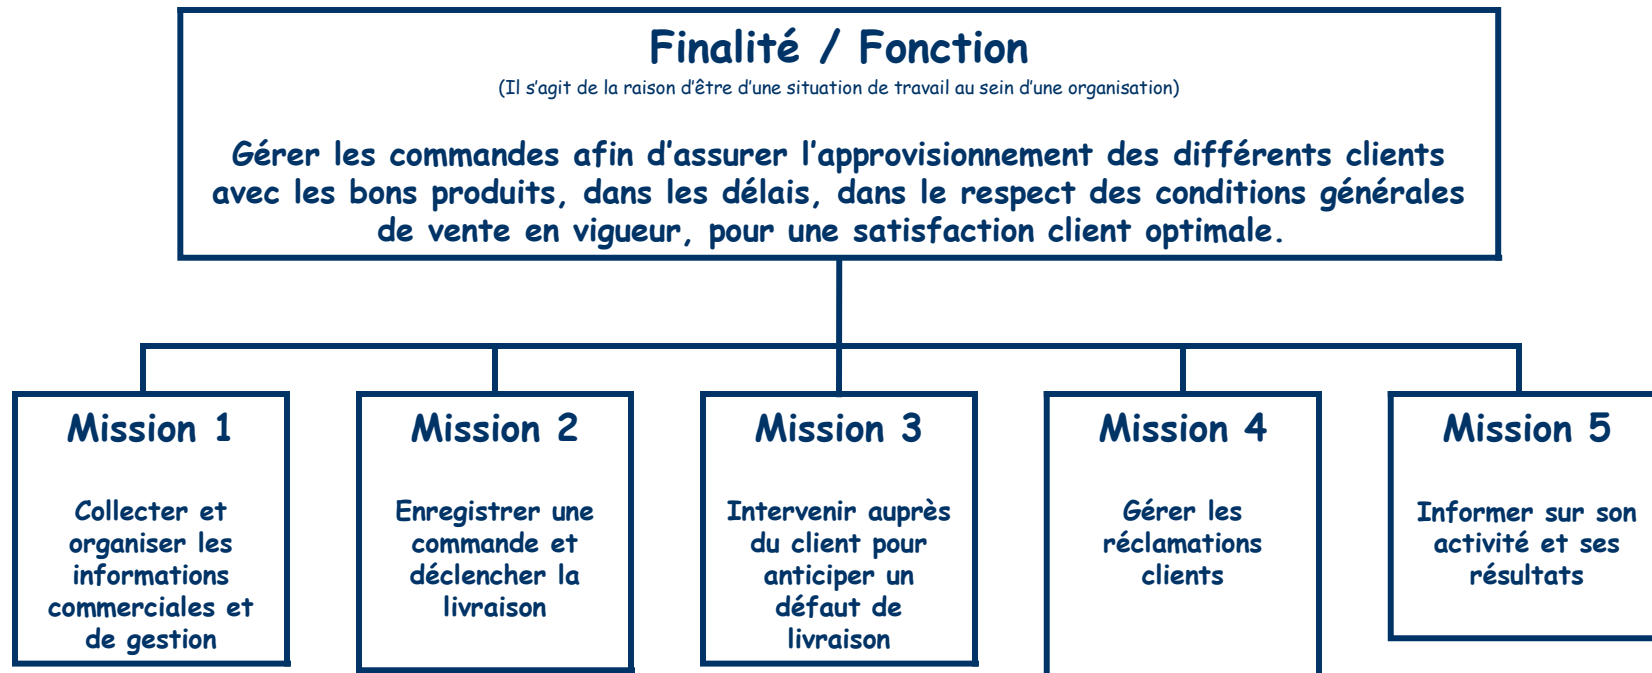 Finalité / Fonction
(Il s'agit de la raison d'être d'une situation de travail au sein d'une organisation)
Gérer les commandes afin d'assurer l'approvisionnement des différents clients
avec les bons produits, dans les délais, dans le respect des conditions générales
de vente en vigueur, pour une satisfaction client optimale.
Mission 1
Collecter et
organiser les
informations
commerciales et
de gestion
Mission 2
Enregistrer une
commande et
déclencher la
livraison
Mission 3
Intervenir auprès
du client pour
anticiper un
défaut de
livraison
Mission 4
Gérer les
réclamations
clients
Mission 5
Informer sur son
activité et ses
résultats